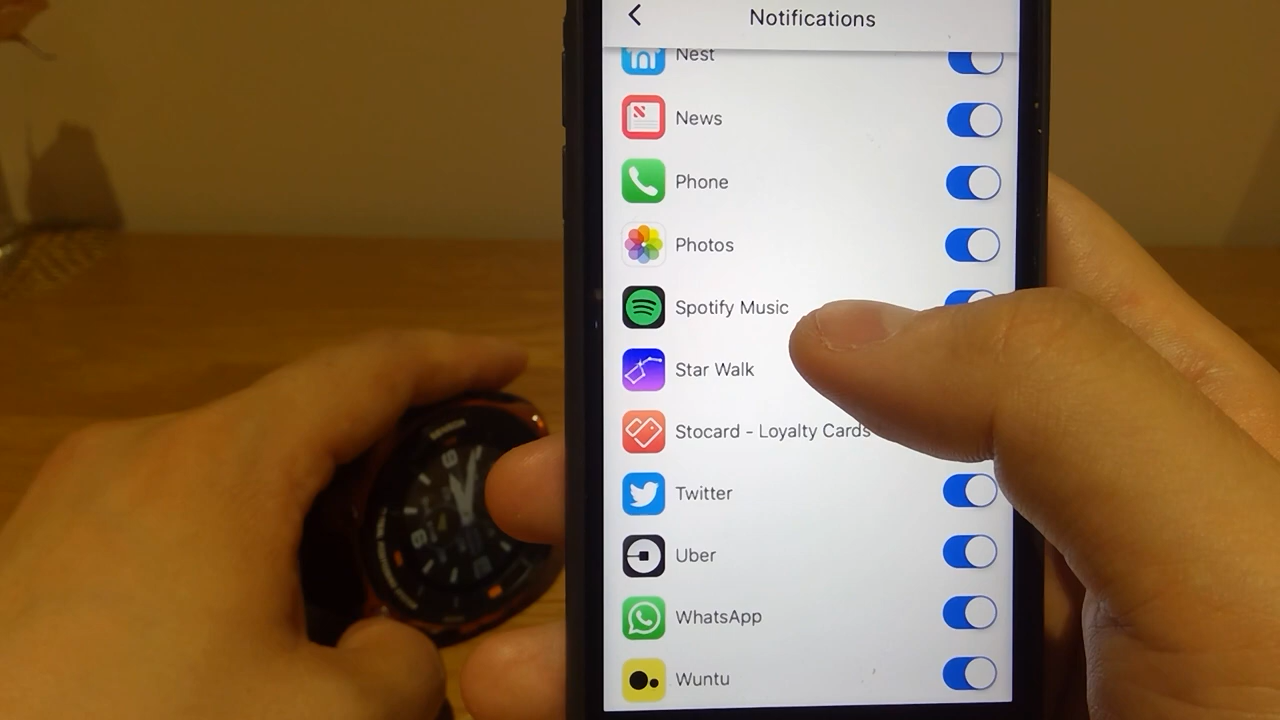 Notifications
Nest
News
Phone
Photos
Spotify Music
Star Walk
Stocard - Loyalty Cards
Twitter
Uber
WhatsApp
Wuntu